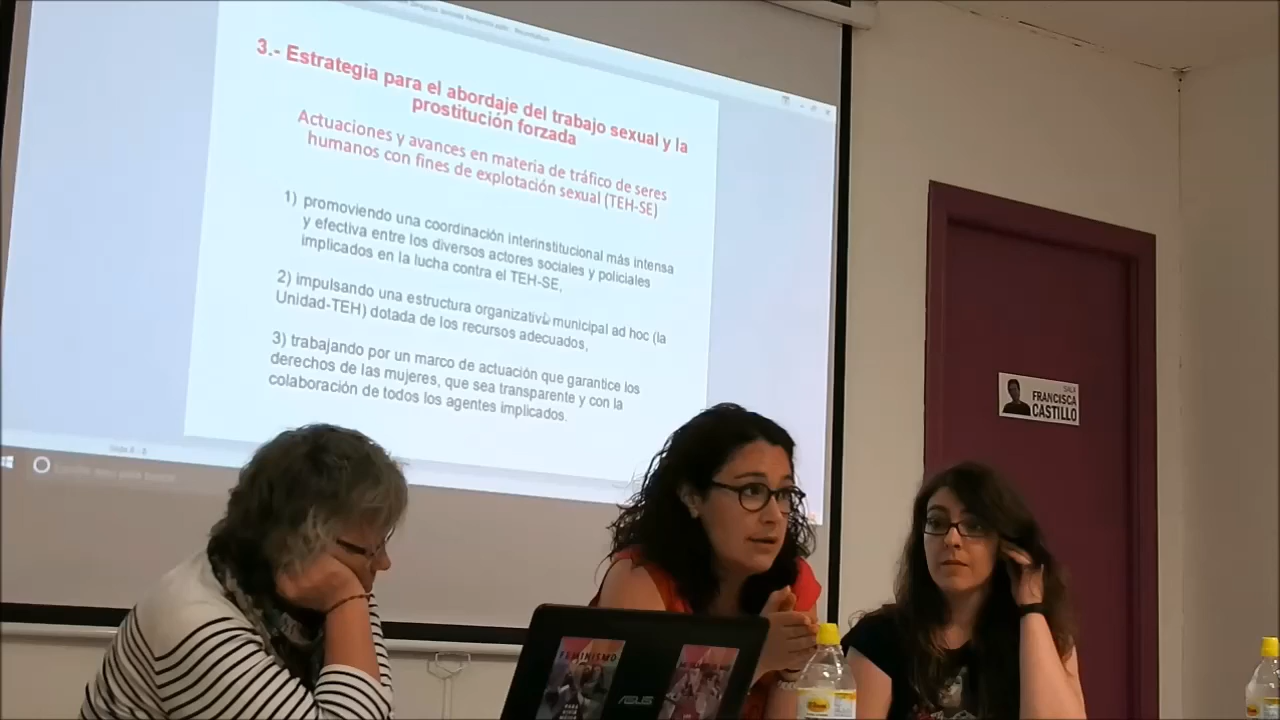 3.- Estrategia para el abordaje del trabajo sexual y la
prostitución forzada
Actuaciones y avances en materia de tráfico de seres
humanos con fines de explotación sexual (TEH-SE)
1) promoviendo una coordinación interinstitucional más intensa
y efectiva entre los diversos actores sociales y policiales
implicados en la lucha contra el TEH-SE,
2) impulsando una estructura organizativa municipal ad hoc (la
Unidad-TEH) dotada de los recursos adecuados,
3) trabajando por un marco de actuación que garantice los
derechos de las mujeres, que sea transparente y con la
colaboración de todos los agentes implicados.
SALA
FRANCISCA
CASTILLO
FEMINISMO
PARA
VIVIR
ASUS